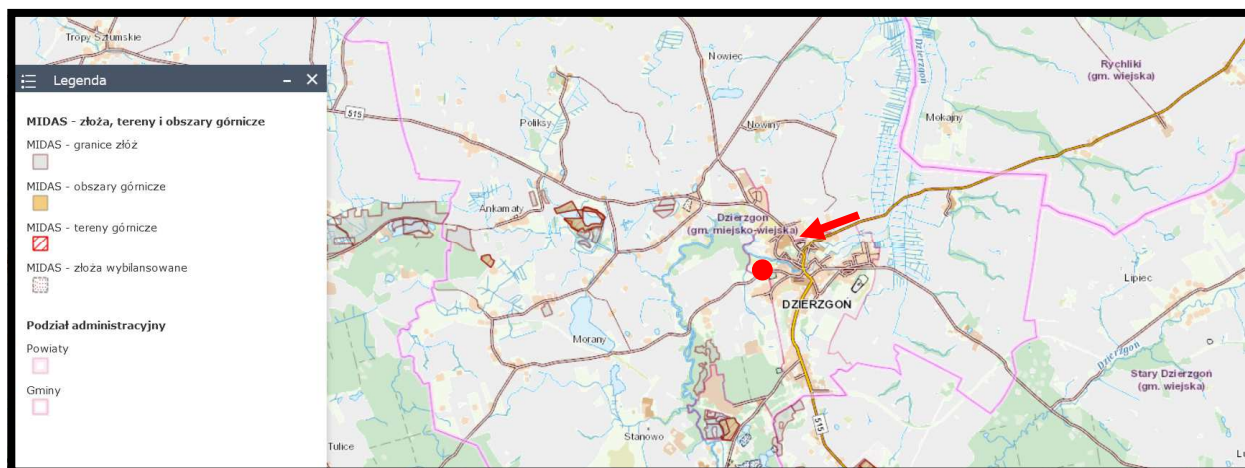 Tropy Sztumskie
Legenda
MIDAS - złoża, tereny i obszary górnicze
MIDAS - granice złóż
MIDAS - obszary górnicze
MIDAS - tereny górnicze
MIDAS - złoża wybilansowane
Podział administracyjny
Powiaty
Gminy
Nowiec
Rychliki
(gm. wiejska)
515
Poliksy
Nowiny
Mokajny
Dzierzgoń
Ankamaty
Dzierzgoń
(gm. miejsko-wiejska)
Lipiec
DZIERZGOŃ
Morany
Dzierzgoń
Stary Dzierzgoń
(gm. wiejska)
515
Stanowo
Tulice